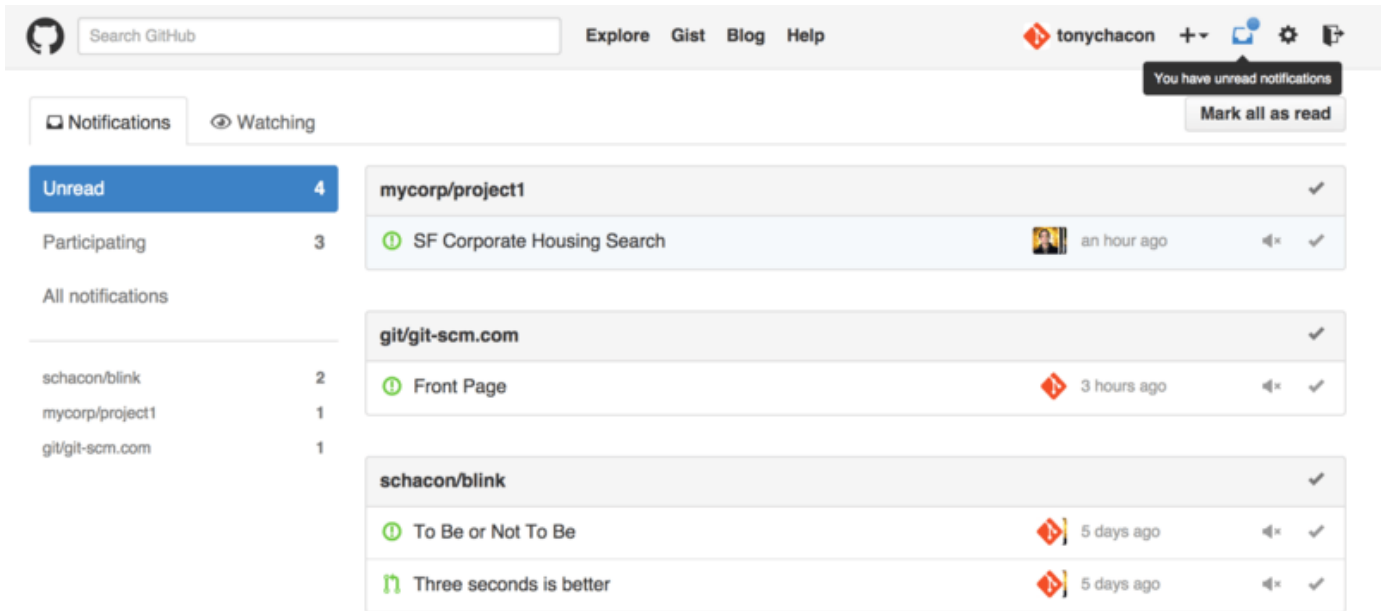 Search GitHub Explore Gist Blog Help tonychacon
You have unread notifications
Notifications Watching Mark all as read
Unread 4
Participating 3
All notifications
schacon/blink 2
mycorp/project1 1
git/git-scm.com 1
mycorp/project1
SF Corporate Housing Search an hour ago
git/git-scm.com
Front Page 3 hours ago
schacon/blink
To Be or Not To Be 5 days ago
Three seconds is better 5 days ago